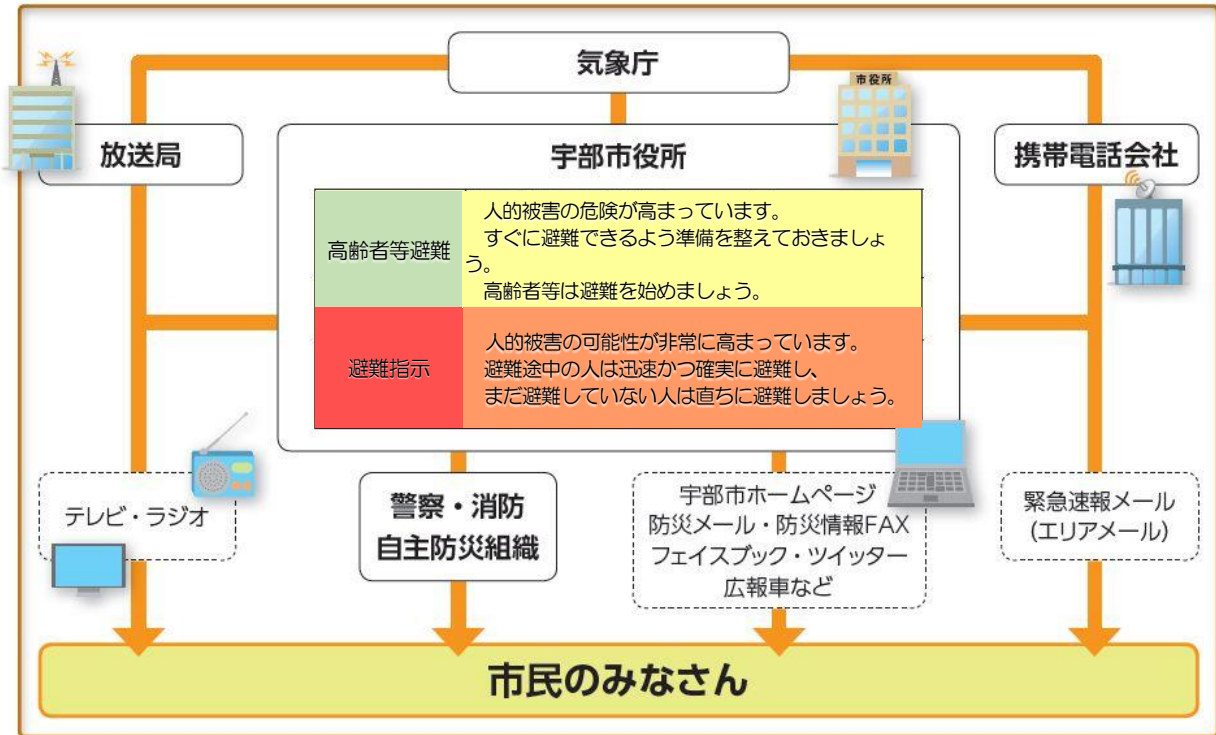 気象庁
市役所
放送局
宇部市役所
携帯電話会社
高齢者等避難
人的被害の危険が高まっています。
すぐに避難できるよう準備を整えておきましょ
う。
高齢者等は避難を始めましょう。
避難指示
人的被害の可能性が非常に高まっています。
避難途中の人は迅速かつ確実に避難し、
まだ避難していない人は直ちに避難しましょう。
テレビ・ラジオ
警察・消防
自主防災組織
宇部市ホームページ
防災メール・防災情報FAX
フェイスブック・ツイッター
広報車など
緊急速報メール
(エリアメール)
市民のみなさん